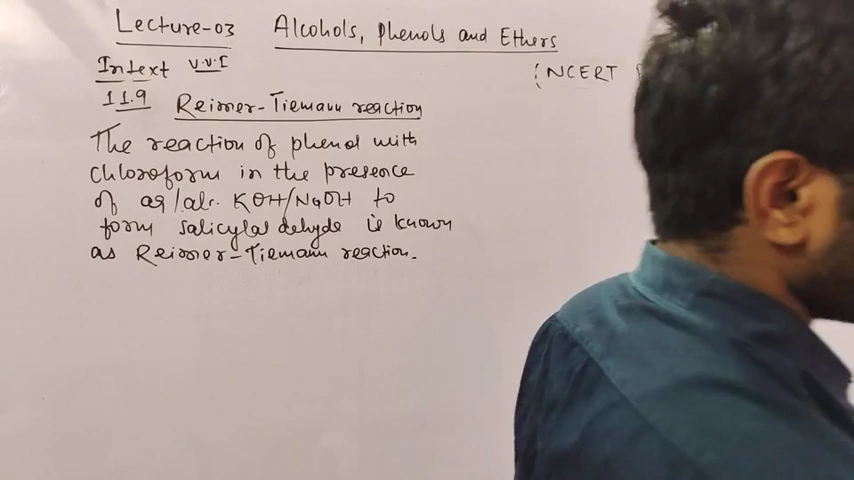 Lecture-03 Alcohols, Phenols and Ethers
Intext V.V.I
(NCERT
11.9 Reimer-Tiemann reaction
The reaction of phenol with
chloroform in the presence
of aq/alc. KOH/NaOH to
form salicylaldehyde is known
as Reimer-Tiemann reaction.